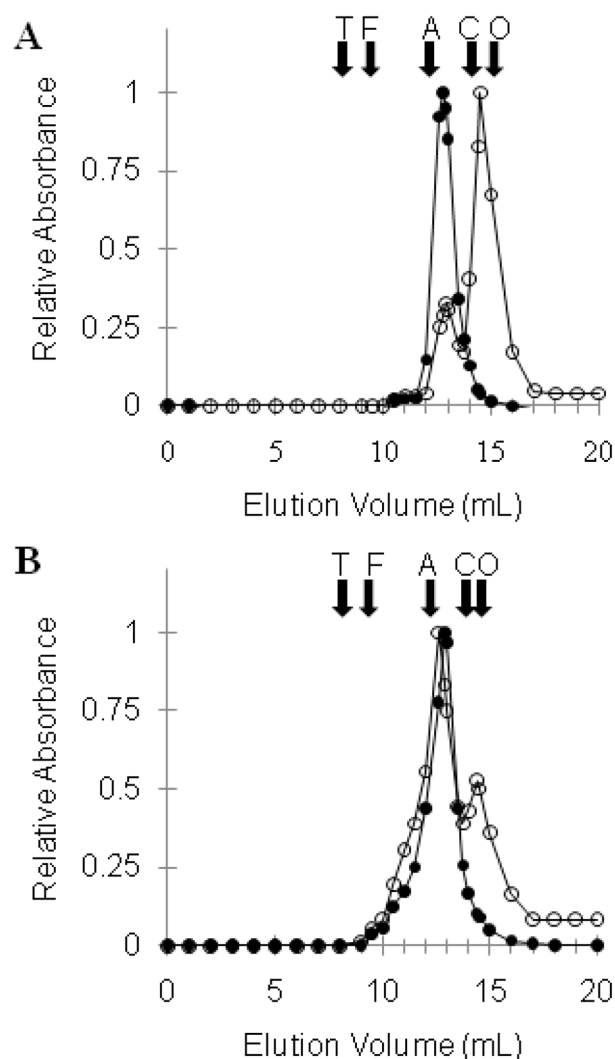 A
T F A C O
1
0.75
0.5
0.25
0
Relative Absorbance
0 5 10 15 20
Elution Volume (mL)
B
T F A C O
1
0.75
0.5
0.25
0
Relative Absorbance
0 5 10 15 20
Elution Volume (mL)